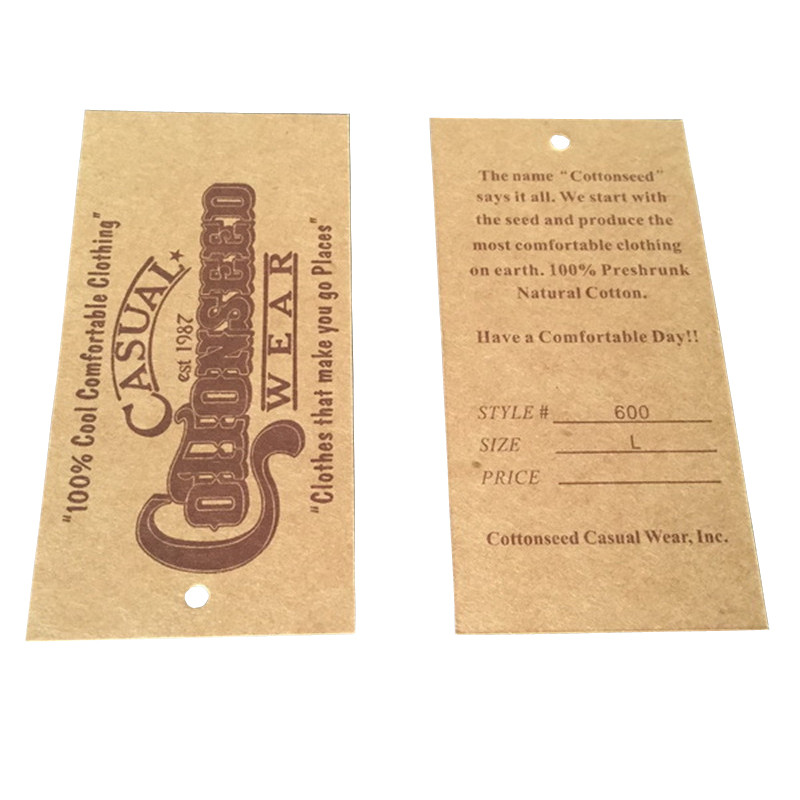 "100% Cool Comfortable Clothing"
CASUAL
est 1987
COTTONSEED
WEAR
"Clothes that make you go Places"
The name "Cottonseed"
says it all. We start with
the seed and produce the
most comfortable clothing
on earth. 100% Preshrunk
Natural Cotton.
Have a Comfortable Day!!
STYLE # 600
SIZE L
PRICE
Cottonseed Casual Wear, Inc.